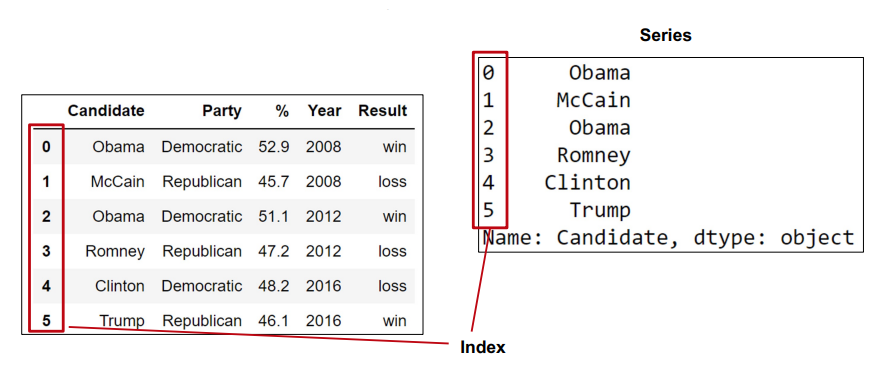 Series
Candidate Party % Year Result
0 Obama Democratic 52.9 2008 win
1 McCain Republican 45.7 2008 loss
2 Obama Democratic 51.1 2012 win
3 Romney Republican 47.2 2012 loss
4 Clinton Democratic 48.2 2016 loss
5 Trump Republican 46.1 2016 win
0 Obama
1 McCain
2 Obama
3 Romney
4 Clinton
5 Trump
Name: Candidate, dtype: object
Index